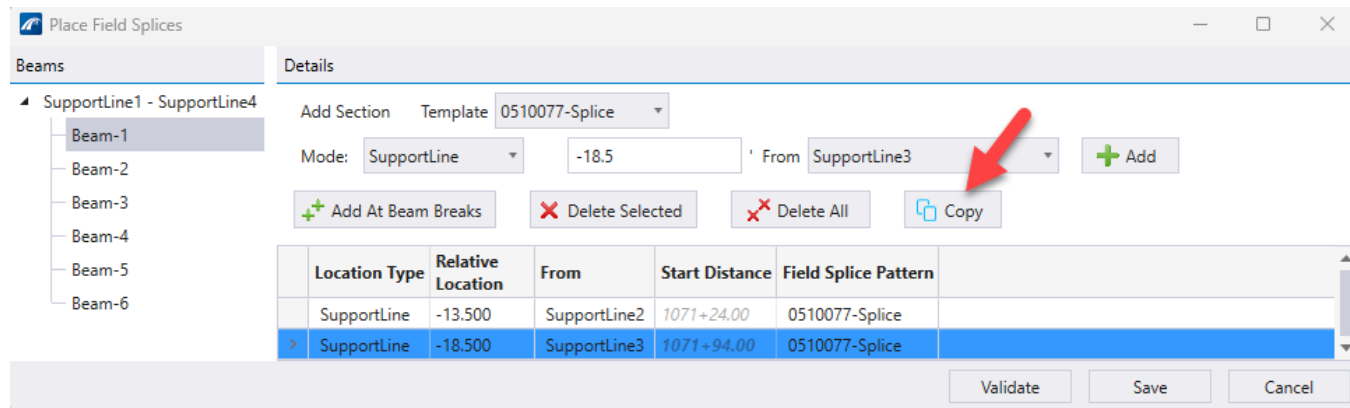 Place Field Splices
Beams
Details
SupportLine1 - SupportLine4
Beam-1
Beam-2
Beam-3
Beam-4
Beam-5
Beam-6
Add Section Template 0510077-Splice
Mode: SupportLine -18.5 ' From SupportLine3 Add
Add At Beam Breaks Delete Selected Delete All Copy
Location Type Relative Location From Start Distance Field Splice Pattern
SupportLine -13.500 SupportLine2 1071+24.00 0510077-Splice
> SupportLine -18.500 SupportLine3 1071+94.00 0510077-Splice
Validate Save Cancel